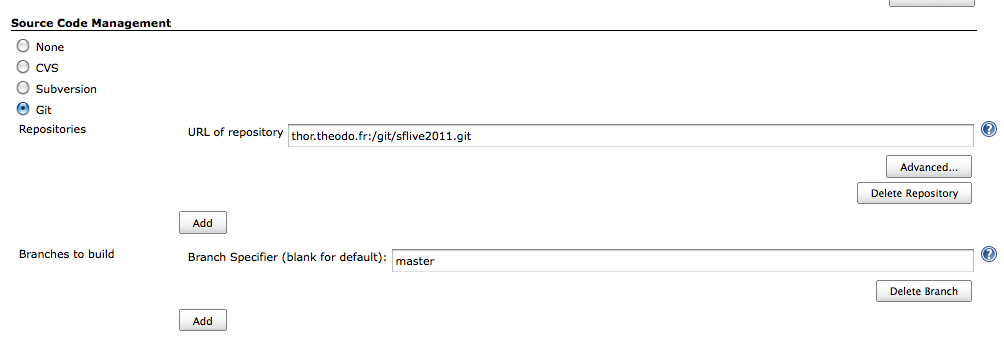 Source Code Management
None
CVS
Subversion
Git
Repositories
URL of repository thor.theodo.fr:/git/sflive2011.git
Advanced...
Delete Repository
Add
Branches to build
Branch Specifier (blank for default): master
Delete Branch
Add